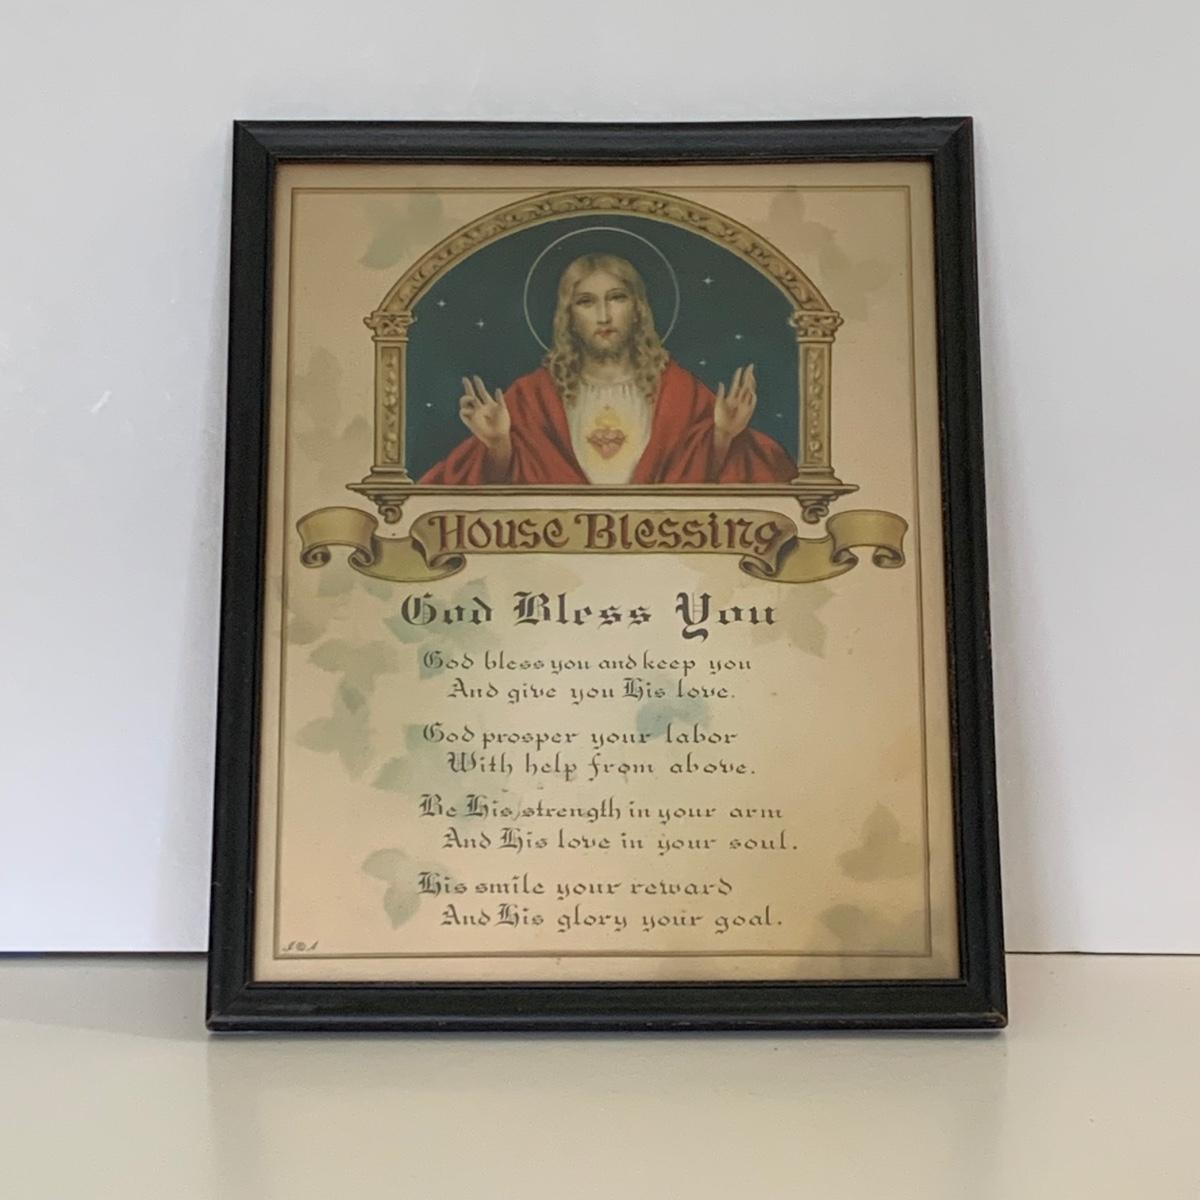 House Blessing
God Bless You
God bless you and keep you
And give you His love.
God prosper your labor
With help from above.
Be His strength in your arm
And His love in your soul.
His smile your reward
And His glory your goal.